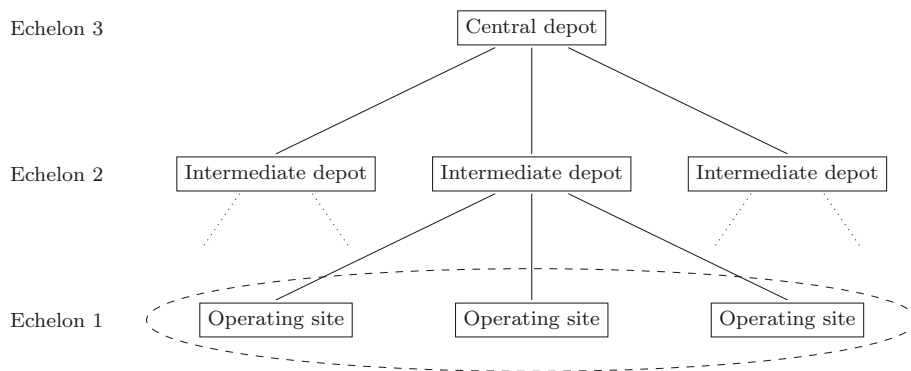 Echelon 3
Central depot
Echelon 2
Intermediate depot
Intermediate depot
Intermediate depot
Echelon 1
Operating site
Operating site
Operating site